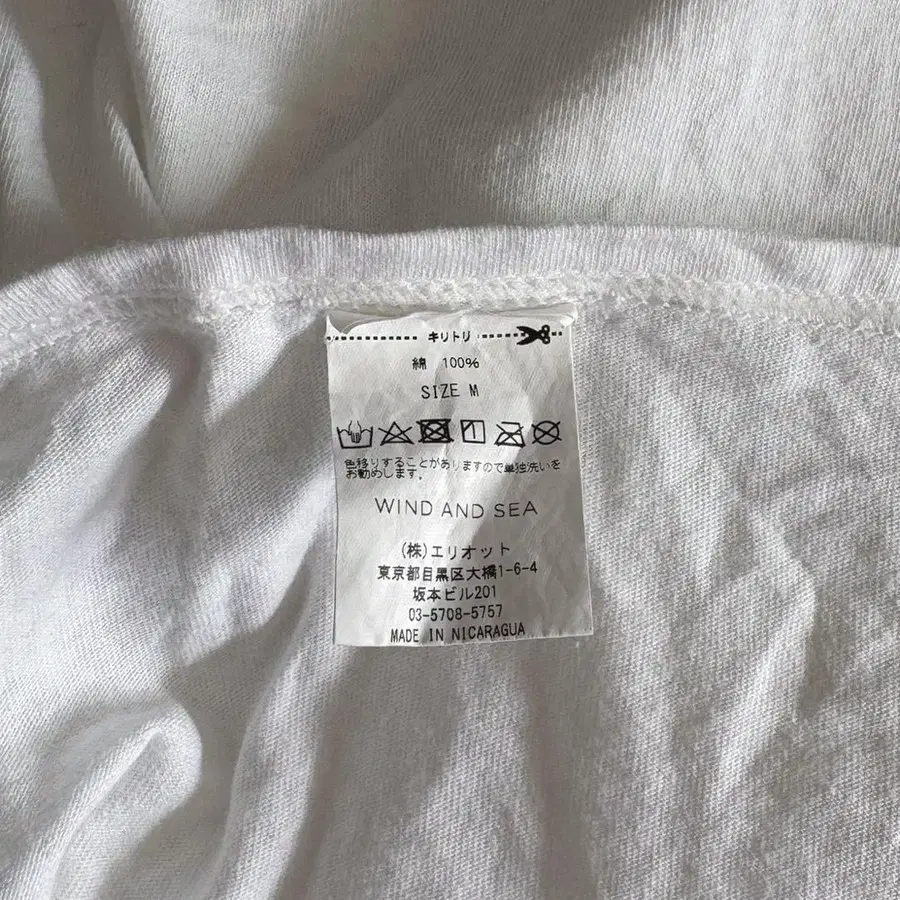 キリトリ
綿 100%
SIZE M
色移りすることがありますので単独洗いを
お勧めします。
WIND AND SEA
(株)エリオット
東京都目黒区大橋1-6-4
坂本ビル201
03-5708-5757
MADE IN NICARAGUA